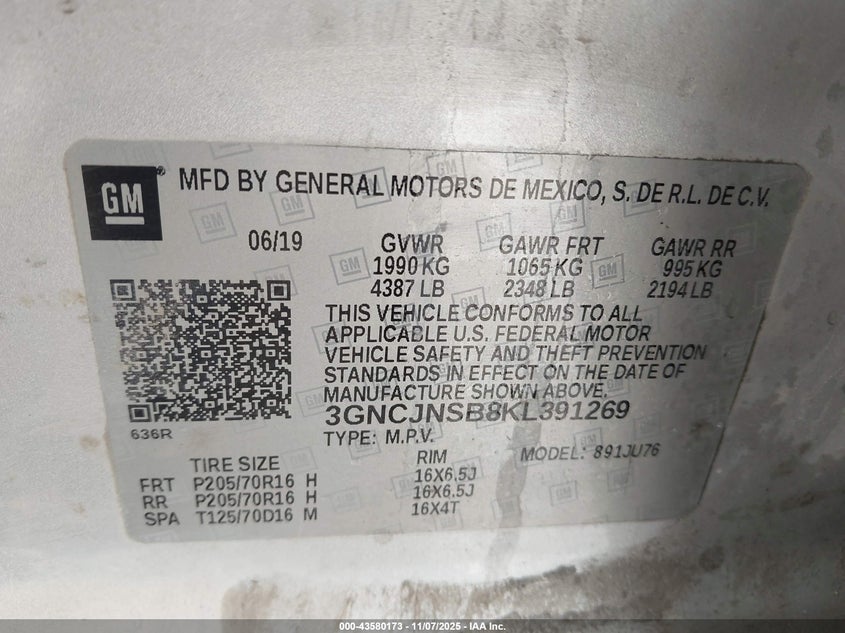 GM
MFD BY GENERAL MOTORS DE MEXICO, S. DE R.L. DE C.V.
06/19 GVWR GAWR FRT GAWR RR
1990 KG 1065 KG 995 KG
4387 LB 2348 LB 2194 LB
THIS VEHICLE CONFORMS TO ALL
APPLICABLE U.S. FEDERAL MOTOR
VEHICLE SAFETY AND THEFT PREVENTION
STANDARDS IN EFFECT ON THE DATE OF
MANUFACTURE SHOWN ABOVE.
3GNCJNSB8KL391269
636R
TYPE: M.P.V. MODEL: 891JU76
TIRE SIZE RIM
FRT P205/70R16 H 16X6.5J
RR P205/70R16 H 16X6.5J
SPA T125/70D16 M 16X4T
000-43580173 - 11/07/2025 - IAA Inc.